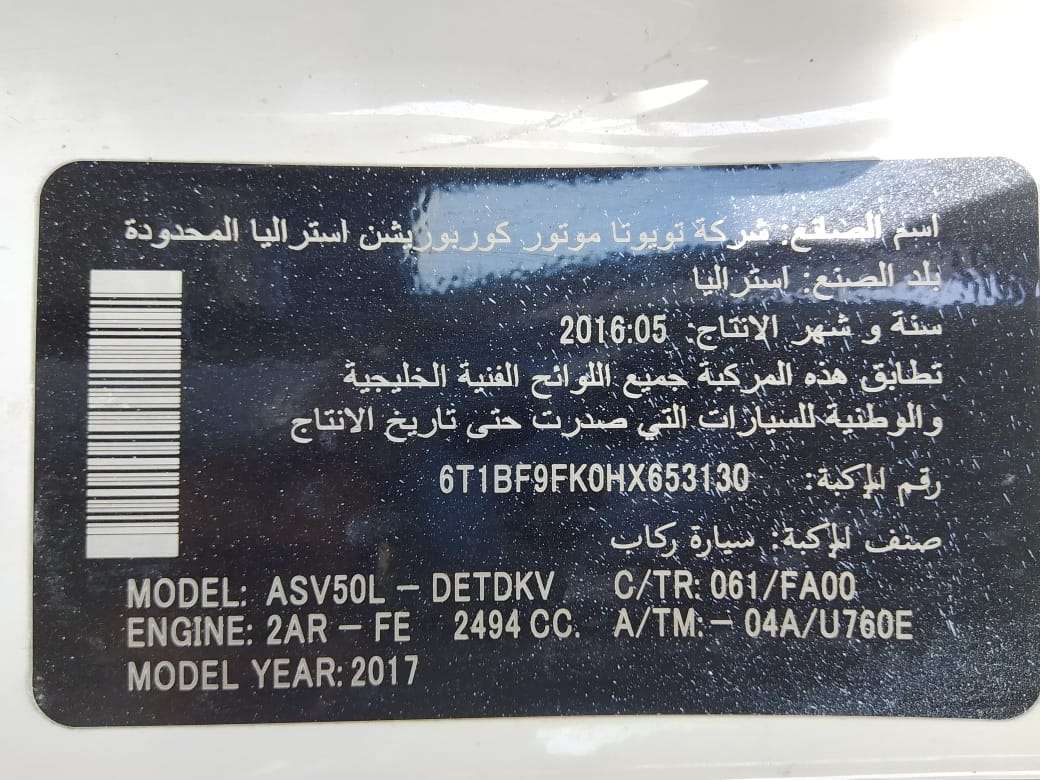 اسم الصانع: شركة تويوتا موتور كوربوريشن استراليا المحدودة
بلد الصنع: استراليا
سنة و شهر الانتاج: 2016:05
تطابق هذه المركبة جميع اللوائح الفنية الخليجية
والوطنية للسيارات التي صدرت حتى تاريخ الانتاج
رقم المركبة: 6T1BF9FK0HX653130
صنف المركبة: سيارة ركاب
MODEL: ASV50L - DETDKV C/TR: 061/FA00
ENGINE: 2AR - FE 2494 CC. A/TM: - 04A/U760E
MODEL YEAR: 2017